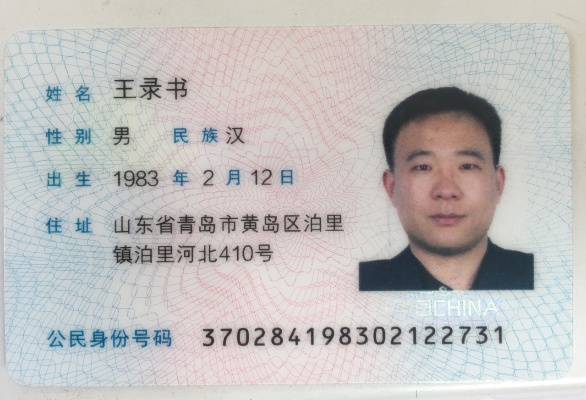 姓名 王录书
性别 男 民族 汉
出生 1983 年 2 月 12 日
住址 山东省青岛市黄岛区泊里
镇泊里河北410号
CHINA
公民身份号码 370284198302122731